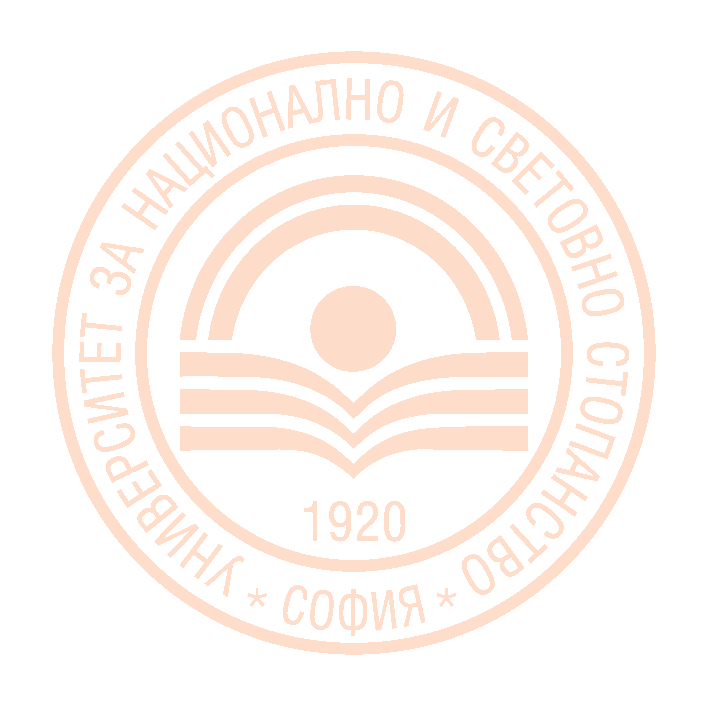 УНИВЕРСИТЕТ ЗА НАЦИОНАЛНО И СВЕТОВНО СТОПАНСТВО
1920
* СОФИЯ *